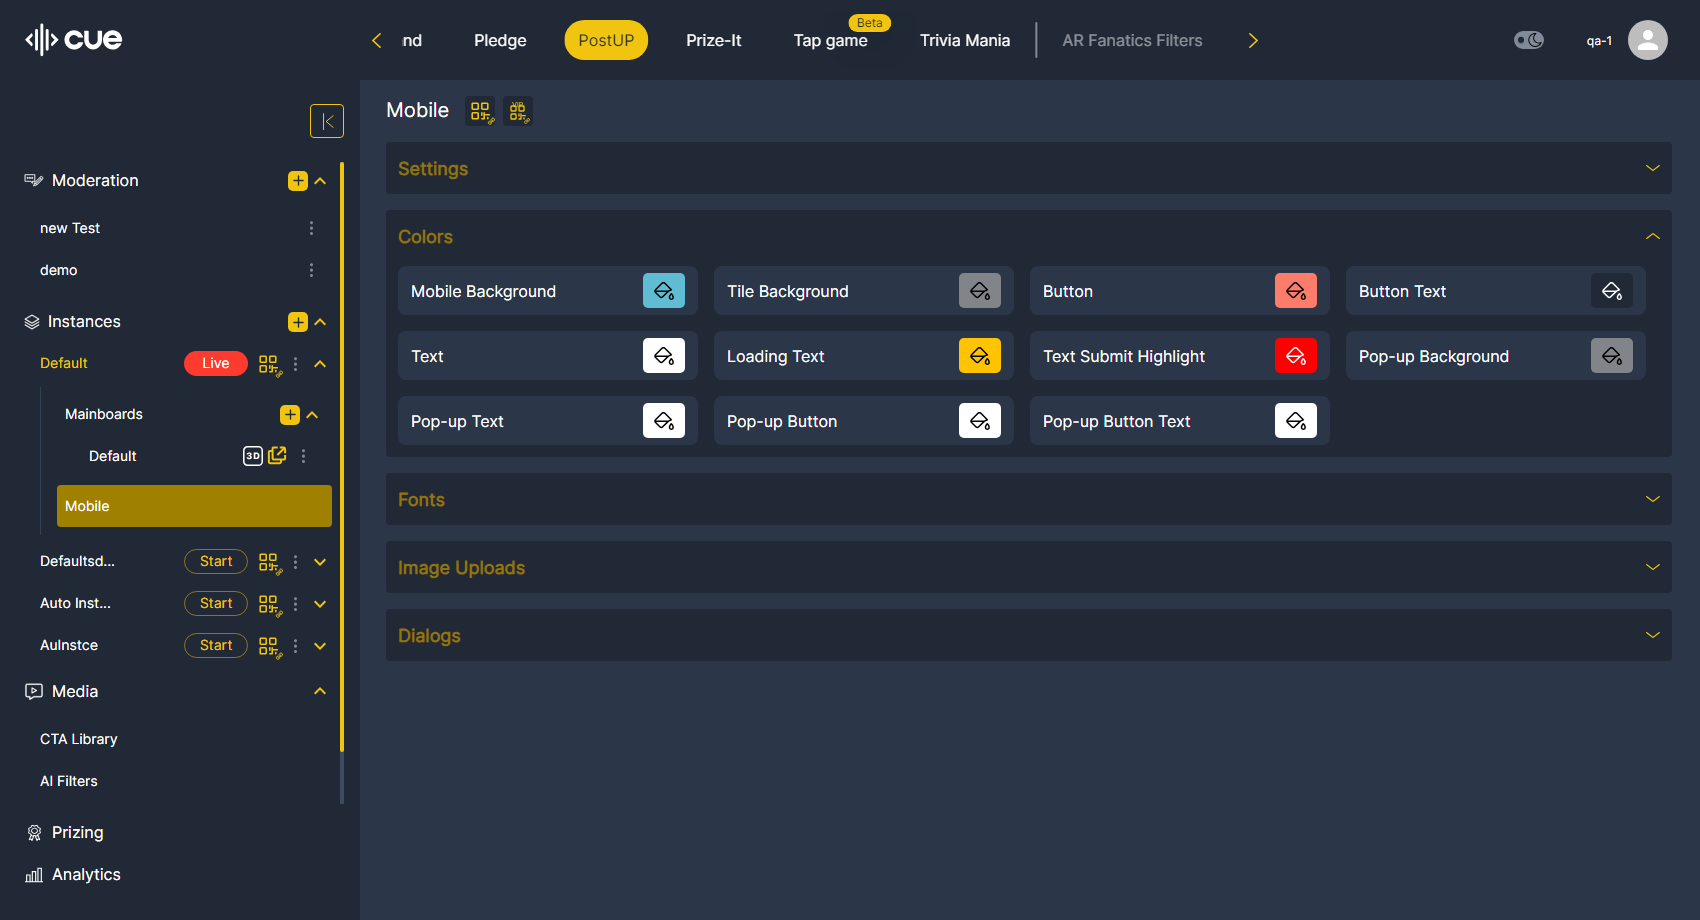 cue
nd
Pledge
PostUP
Prize-It
Beta
Tap game
Trivia Mania
AR Fanatics Filters
qa-1
Moderation
new Test
demo
Instances
Default
Live
Mainboards
Default
3D
Mobile
Defaultsd...
Start
Auto Inst...
Start
AuInstce
Start
Media
CTA Library
AI Filters
Prizing
Analytics
Mobile
Settings
Colors
Mobile Background
Tile Background
Button
Button Text
Text
Loading Text
Text Submit Highlight
Pop-up Background
Pop-up Text
Pop-up Button
Pop-up Button Text
Fonts
Image Uploads
Dialogs